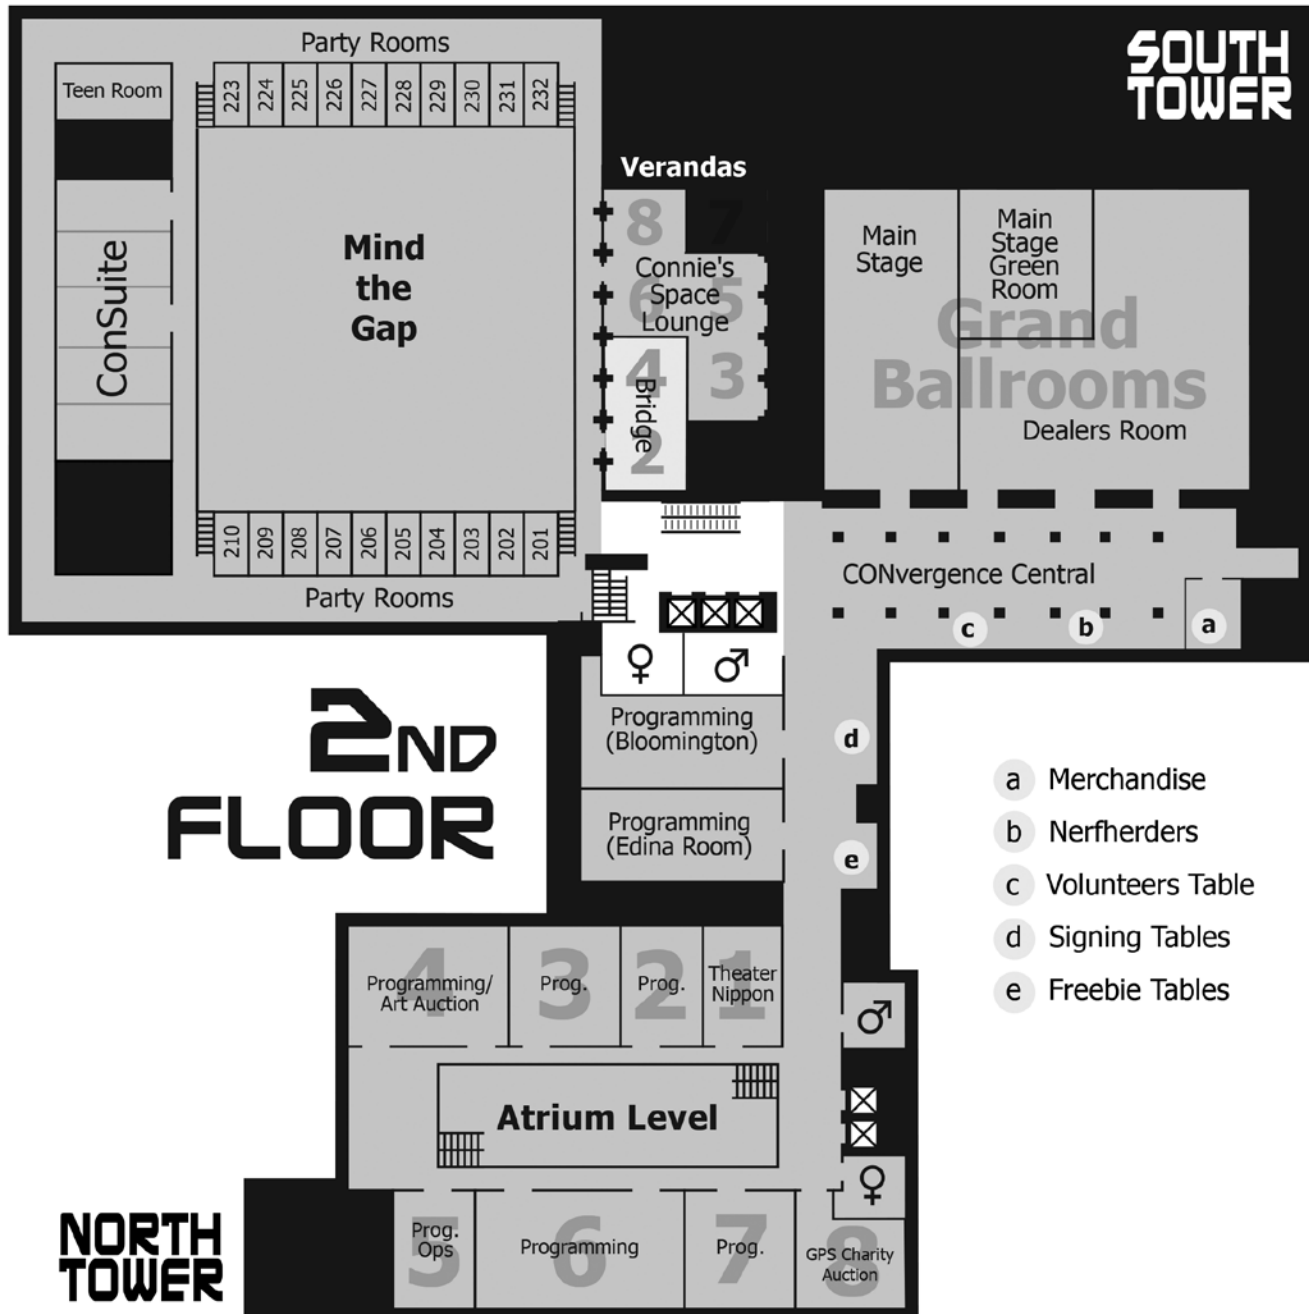 Party Rooms
SOUTH
TOWER
Teen Room
223
224
225
226
227
228
229
230
231
232
Verandas
8
7
Connie's
Space
Lounge
6
5
4
3
Bridge
2
Main
Stage
Main
Stage
Green
Room
Grand
Ballrooms
Dealers Room
ConSuite
Mind
the
Gap
210
209
208
207
206
205
204
203
202
201
Party Rooms
CONvergence Central
c
b
a
2ND
FLOOR
Programming
(Bloomington)
d
Programming
(Edina Room)
e
a Merchandise
b Nerfherders
c Volunteers Table
d Signing Tables
e Freebie Tables
4
Programming/
Art Auction
3
Prog.
2
Prog.
1
Theater
Nippon
Atrium Level
NORTH
TOWER
5
Prog.
Ops
6
Programming
7
Prog.
8
GPS Charity
Auction